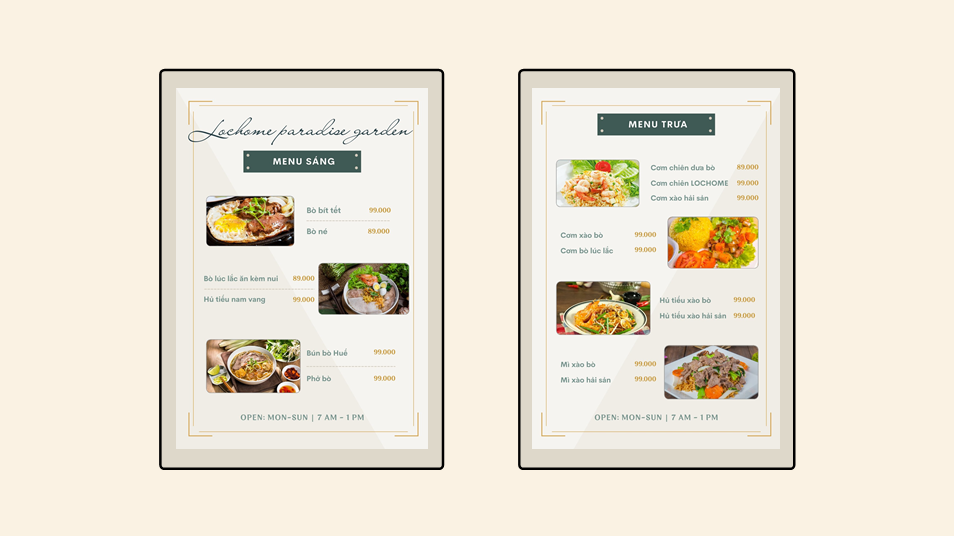 Lochome paradise garden
MENU SÁNG
Bò bít tết 99.000
Bò né 89.000
Bò lúc lắc ăn kèm nui 89.000
Hủ tiếu nam vang 99.000
Bún bò Huế 99.000
Phở bò 99.000
OPEN: MON-SUN | 7 AM - 1 PM
MENU TRƯA
Cơm chiên dưa bò 89.000
Cơm chiên LOCHOME 99.000
Cơm xào hải sản 99.000
Cơm xào bò 99.000
Cơm bò lúc lắc 99.000
Hủ tiếu xào bò 99.000
Hủ tiếu xào hải sản 99.000
Mì xào bò 99.000
Mì xào hải sản 99.000
OPEN: MON-SUN | 7 AM - 1 PM